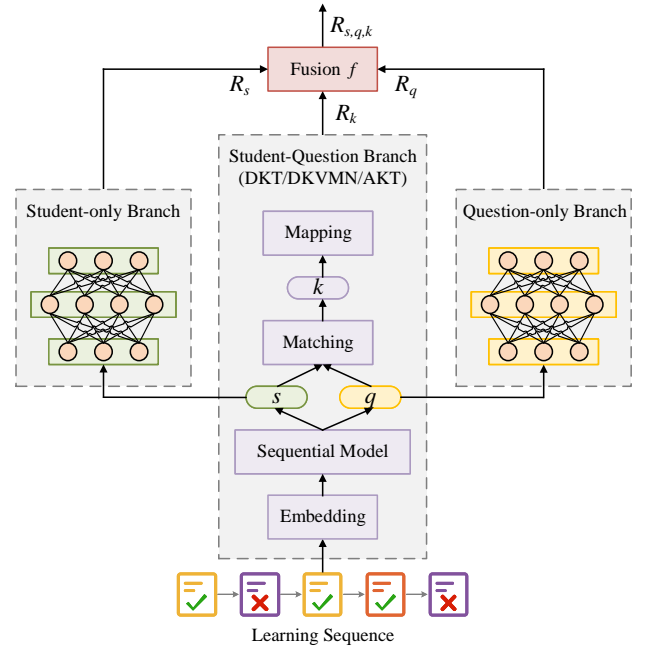 R_{s,q,k}
Fusion f
R_s
R_q
R_k
Student-Question Branch
(DKT/DKVMN/AKT)
Student-only Branch
Question-only Branch
Mapping
k
Matching
s
q
Sequential Model
Embedding
Learning Sequence